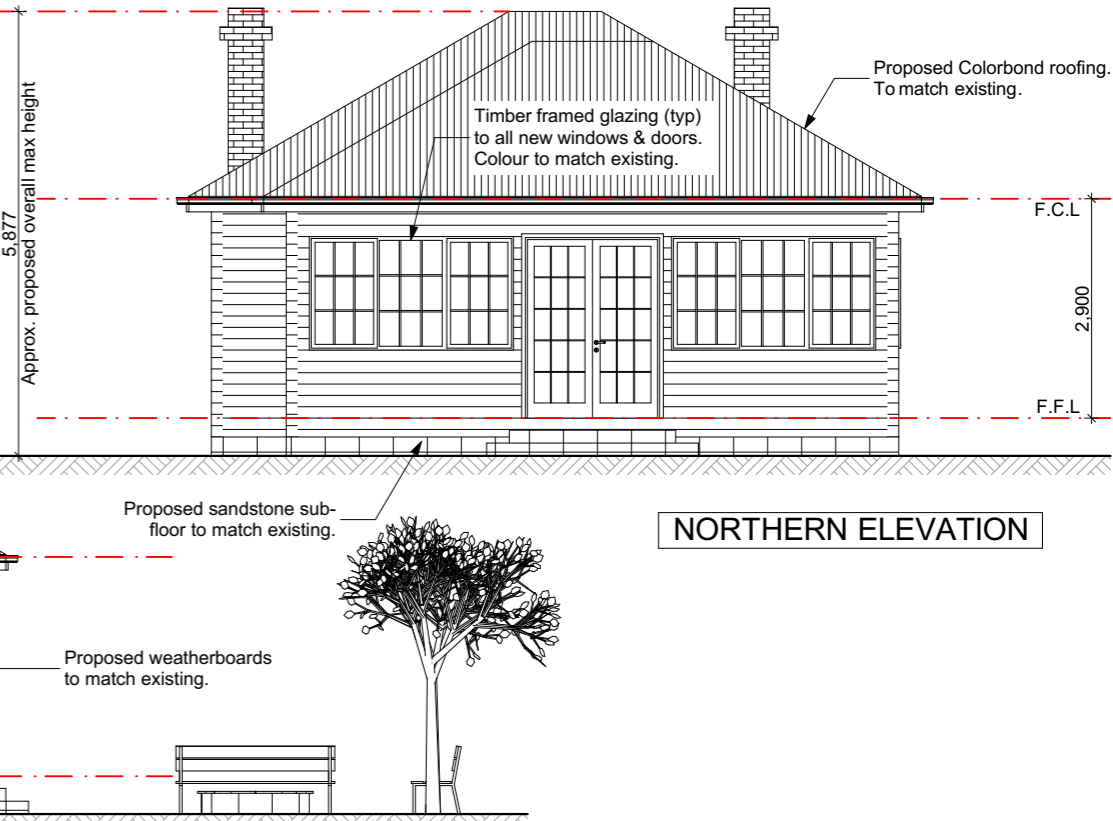 5,877
Approx. proposed overall max height
Proposed Colorbond roofing.
To match existing.
Timber framed glazing (typ)
to all new windows & doors.
Colour to match existing.
F.C.L
2,900
F.F.L
Proposed sandstone sub-
floor to match existing.
NORTHERN ELEVATION
Proposed weatherboards
to match existing.